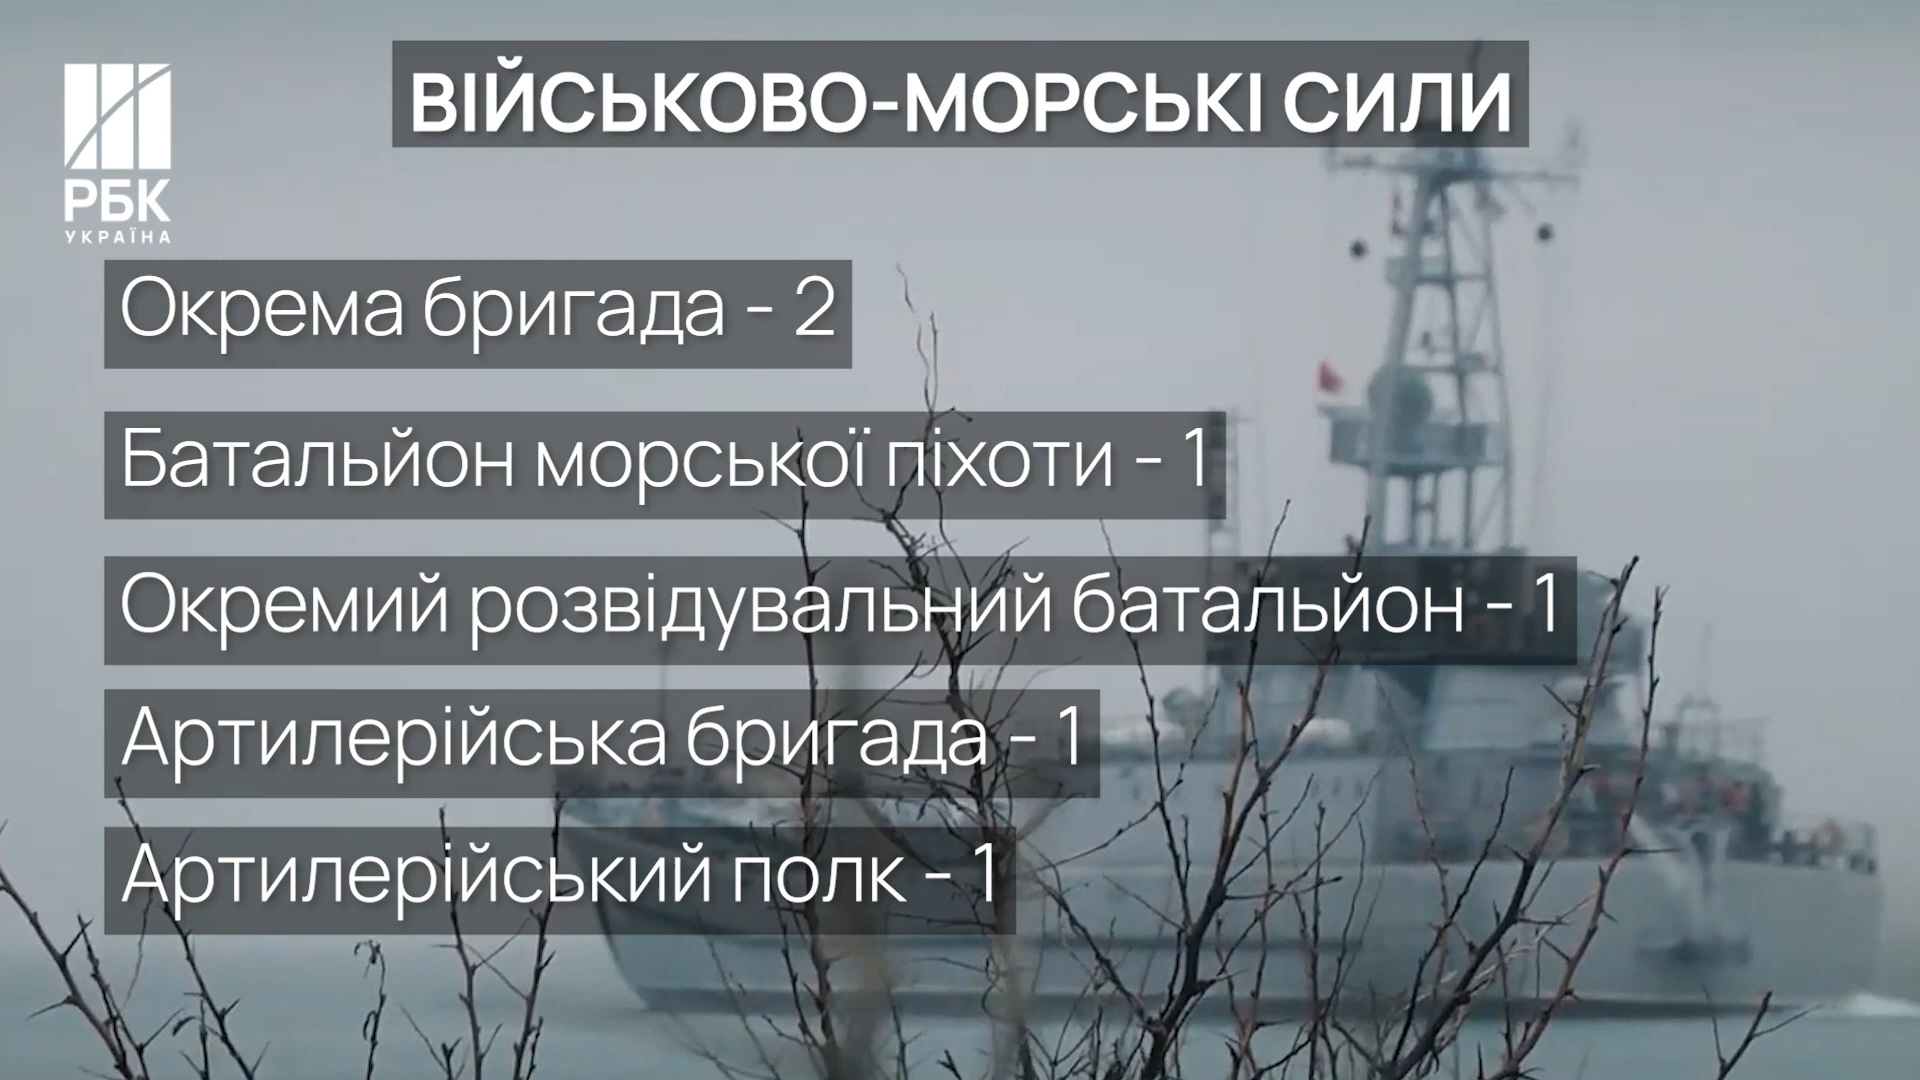 ВІЙСЬКОВО-МОРСЬКІ СИЛИ
РБК
УКРАЇНА
Окрема бригада - 2
Батальйон морської піхоти - 1
Окремий розвідувальний батальйон - 1
Артилерійська бригада - 1
Артилерійський полк - 1